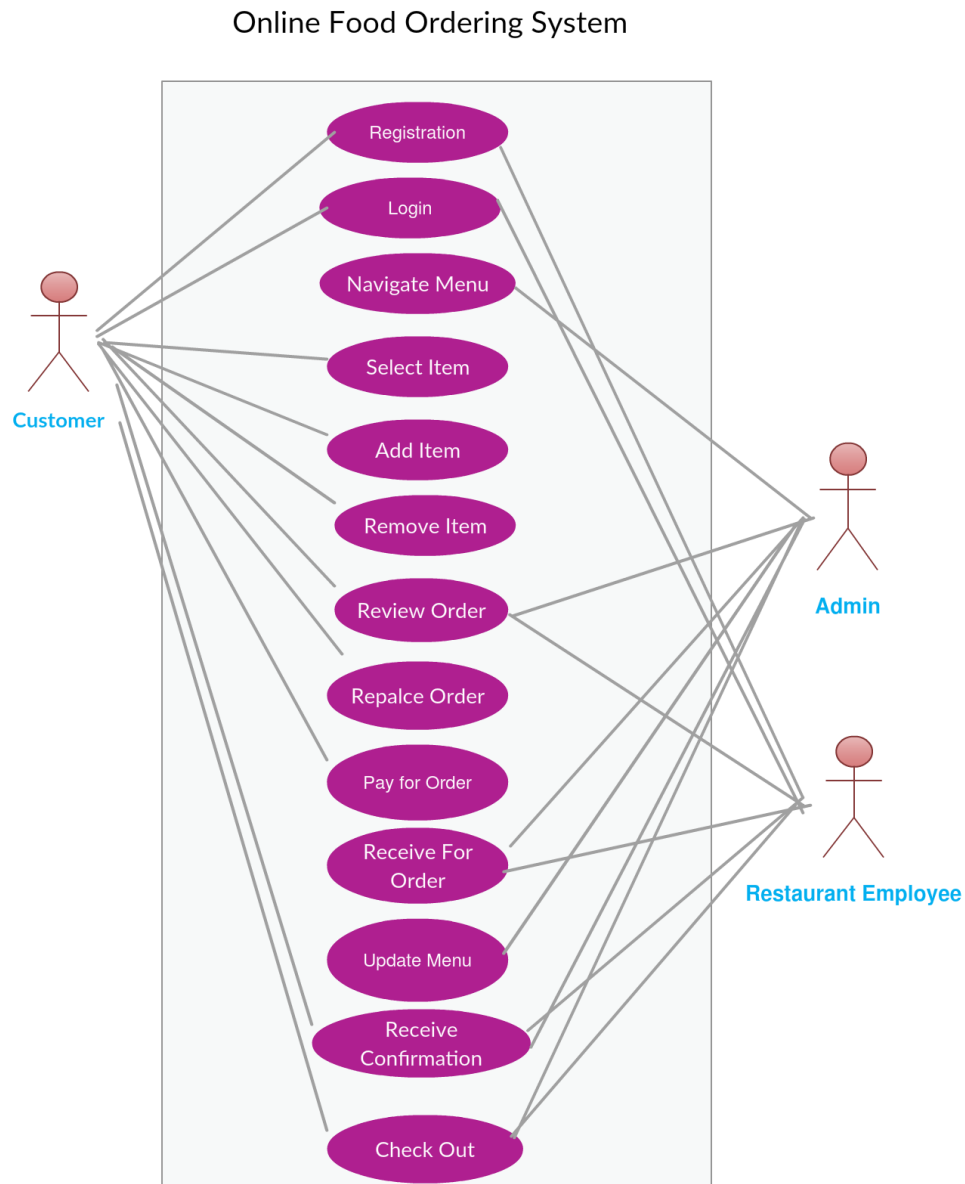 Online Food Ordering System
Registration
Login
Navigate Menu
Select Item
Customer
Add Item
Remove Item
Review Order
Admin
Repalce Order
Pay for Order
Receive For
Order
Restaurant Employee
Update Menu
Receive
Confirmation
Check Out